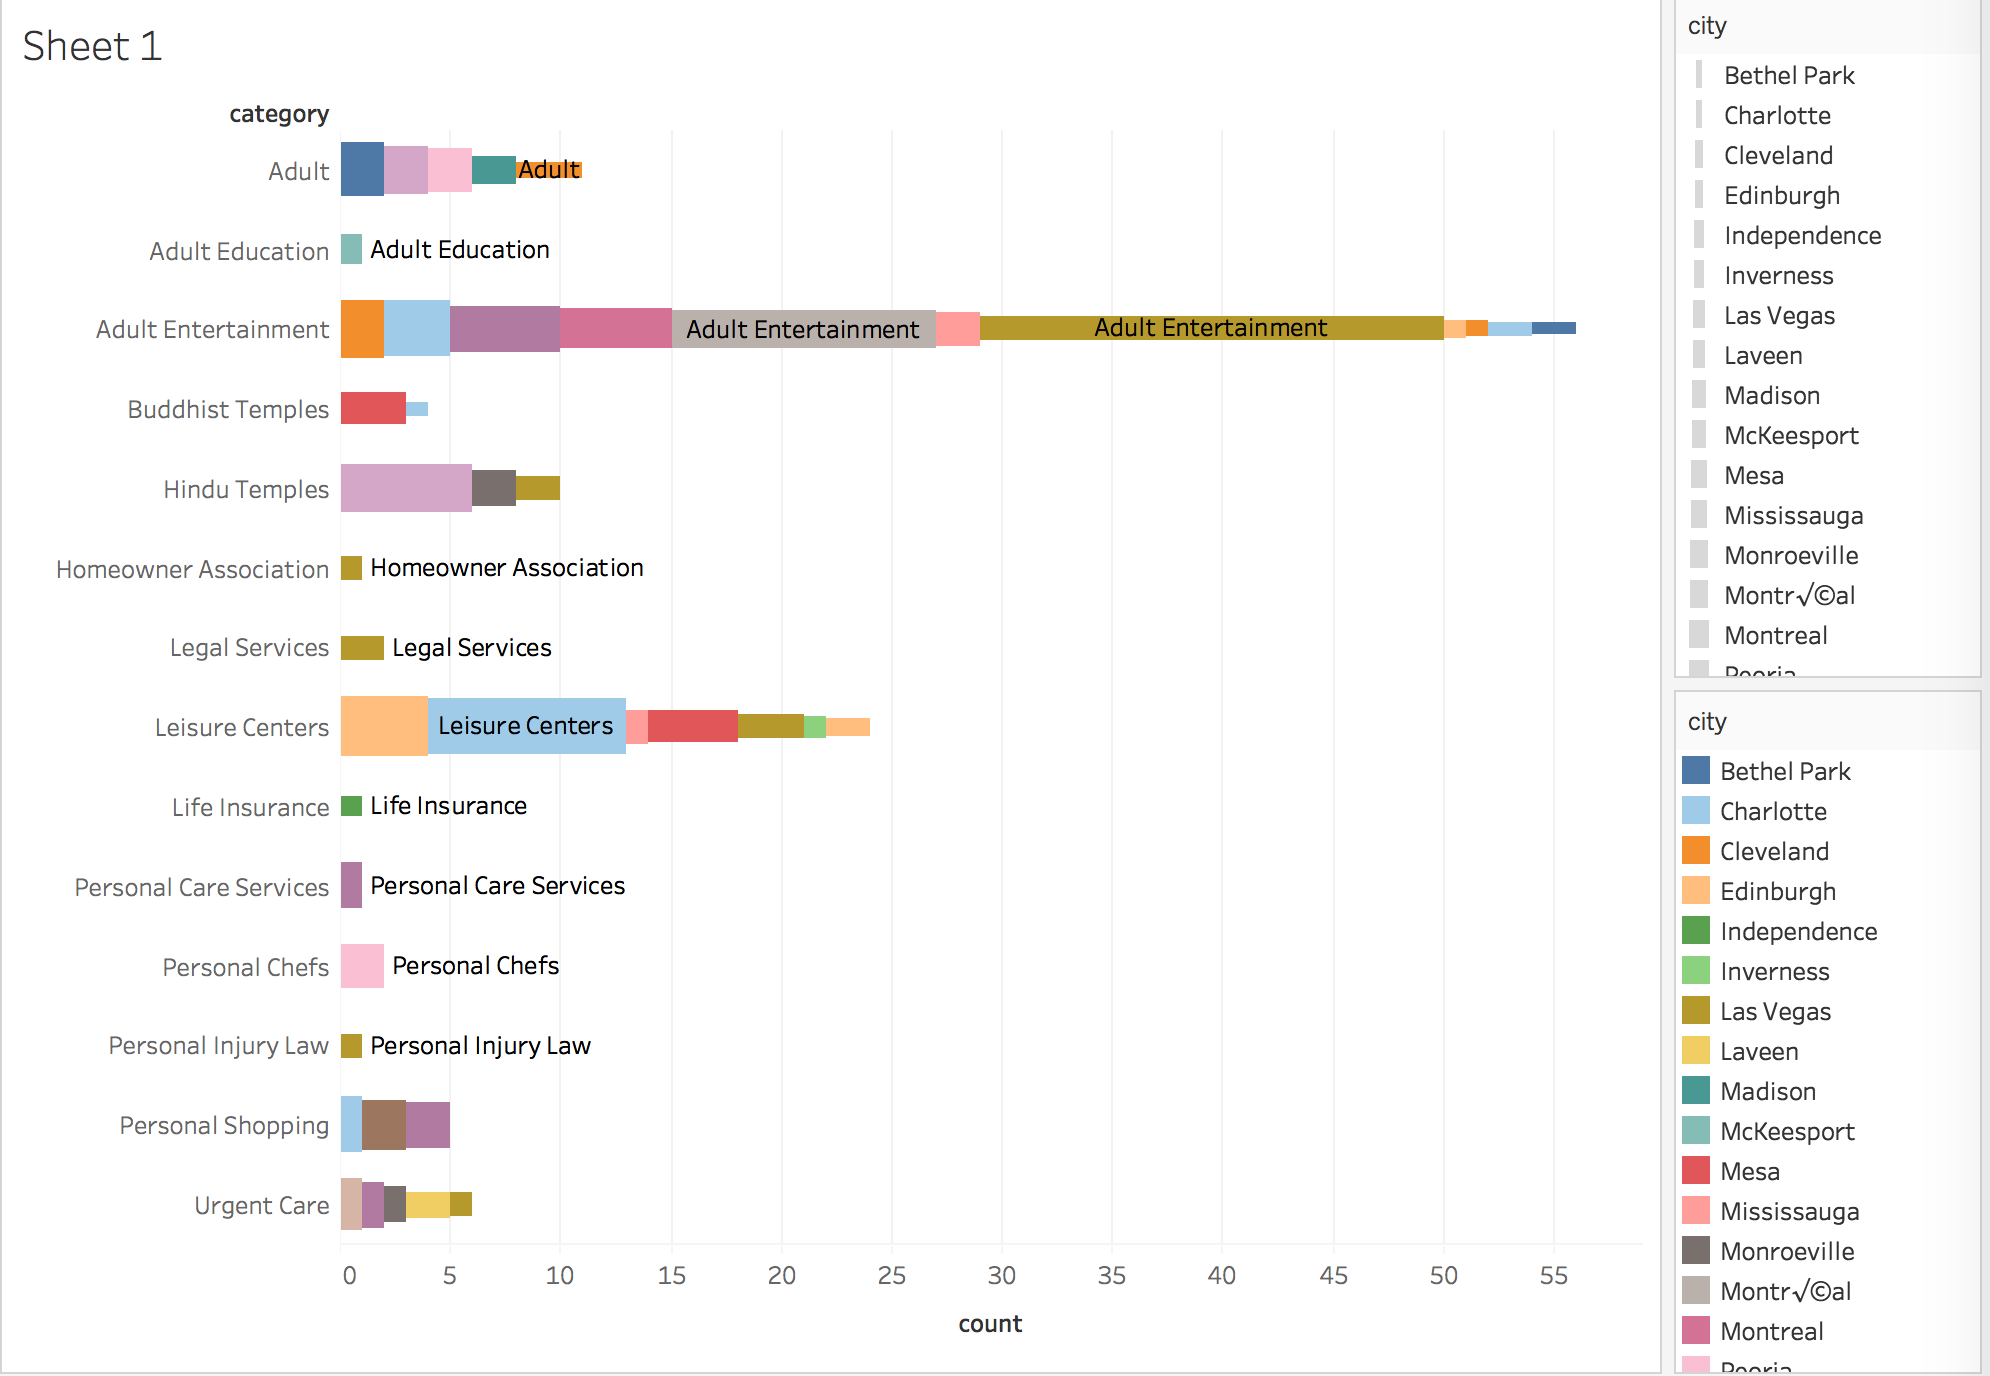 Sheet 1
category
Adult
Adult
Adult Education
Adult Education
Adult Entertainment
Adult Entertainment
Adult Entertainment
Buddhist Temples
Hindu Temples
Homeowner Association
Homeowner Association
Legal Services
Legal Services
Leisure Centers
Leisure Centers
Life Insurance
Life Insurance
Personal Care Services
Personal Care Services
Personal Chefs
Personal Chefs
Personal Injury Law
Personal Injury Law
Personal Shopping
Urgent Care
0 5 10 15 20 25 30 35 40 45 50 55
count
city
Bethel Park
Charlotte
Cleveland
Edinburgh
Independence
Inverness
Las Vegas
Laveen
Madison
McKeesport
Mesa
Mississauga
Monroeville
Montr√©al
Montreal
Peoria
city
Bethel Park
Charlotte
Cleveland
Edinburgh
Independence
Inverness
Las Vegas
Laveen
Madison
McKeesport
Mesa
Mississauga
Monroeville
Montr√©al
Montreal
Peoria